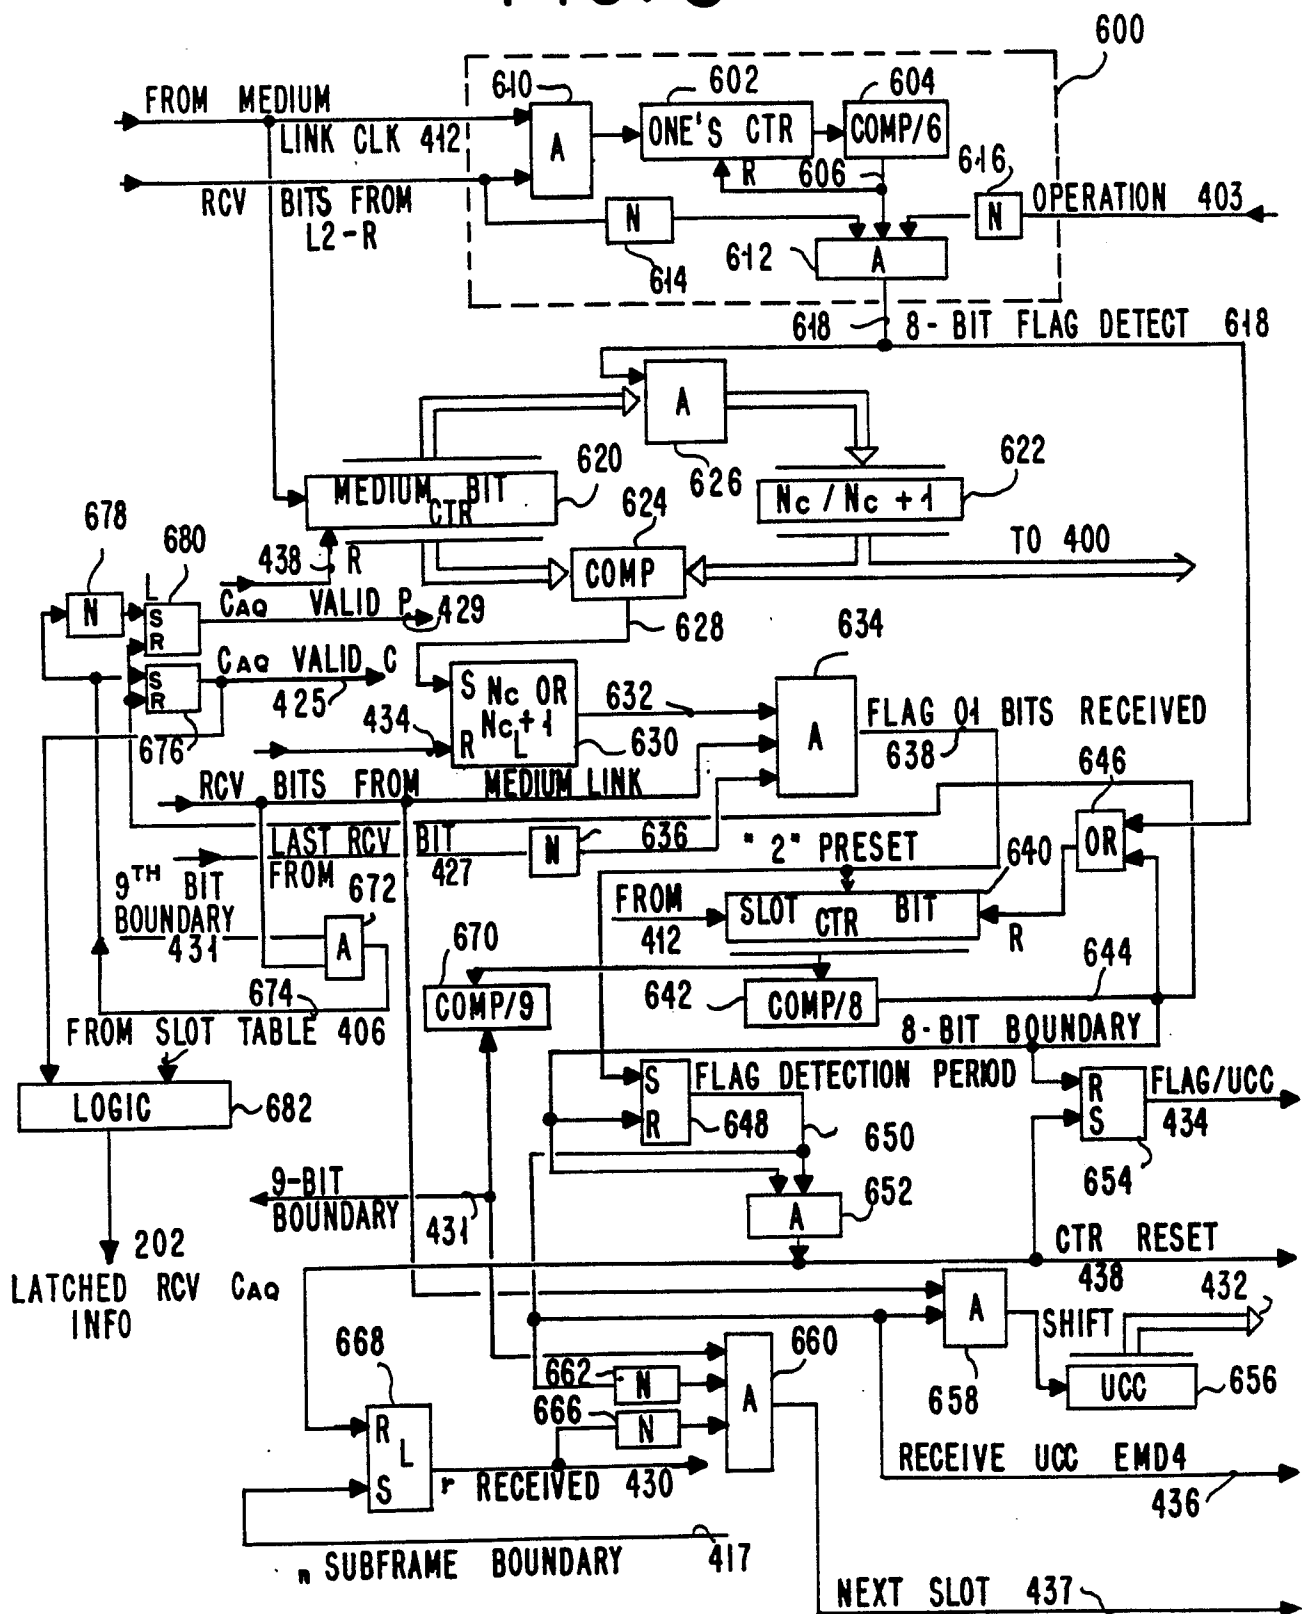 600
610
602
604
FROM MEDIUM
LINK CLK 412
A
ONE'S CTR
COMP/6
R
606
616
RCV BITS FROM
L2-R
N
614
N
OPERATION 403
612
A
618
8-BIT FLAG DETECT 618
A
626
620
622
MEDIUM BIT
CTR
624
Nc / Nc + 1
678
680
438
R
COMP
TO 400
L
N
S
R
CAQ VALID P
429
628
634
S
R
CAQ VALID C
425
676
434
S
R
Nc OR
Nc+1
L
632
630
A
FLAG 01 BITS RECEIVED
638
646
RCV BITS FROM MEDIUM LINK
LAST RCV BIT
FROM
427
N
636
"2" PRESET
640
OR
9TH BIT
BOUNDARY
431
672
A
FROM
412
SLOT BIT
CTR
R
670
674
COMP/9
642
COMP/8
644
FROM SLOT TABLE 406
8-BIT BOUNDARY
LOGIC
682
S
R
648
FLAG DETECTION PERIOD
650
R
S
FLAG/UCC
434
654
9-BIT
BOUNDARY
431
A
652
202
LATCHED RCV CAQ
INFO
CTR RESET
438
432
A
658
SHIFT
UCC
656
668
R
L
S
662
N
666
N
660
A
r RECEIVED 430
RECEIVE UCC EMD4
436
n SUBFRAME BOUNDARY
417
NEXT SLOT 437